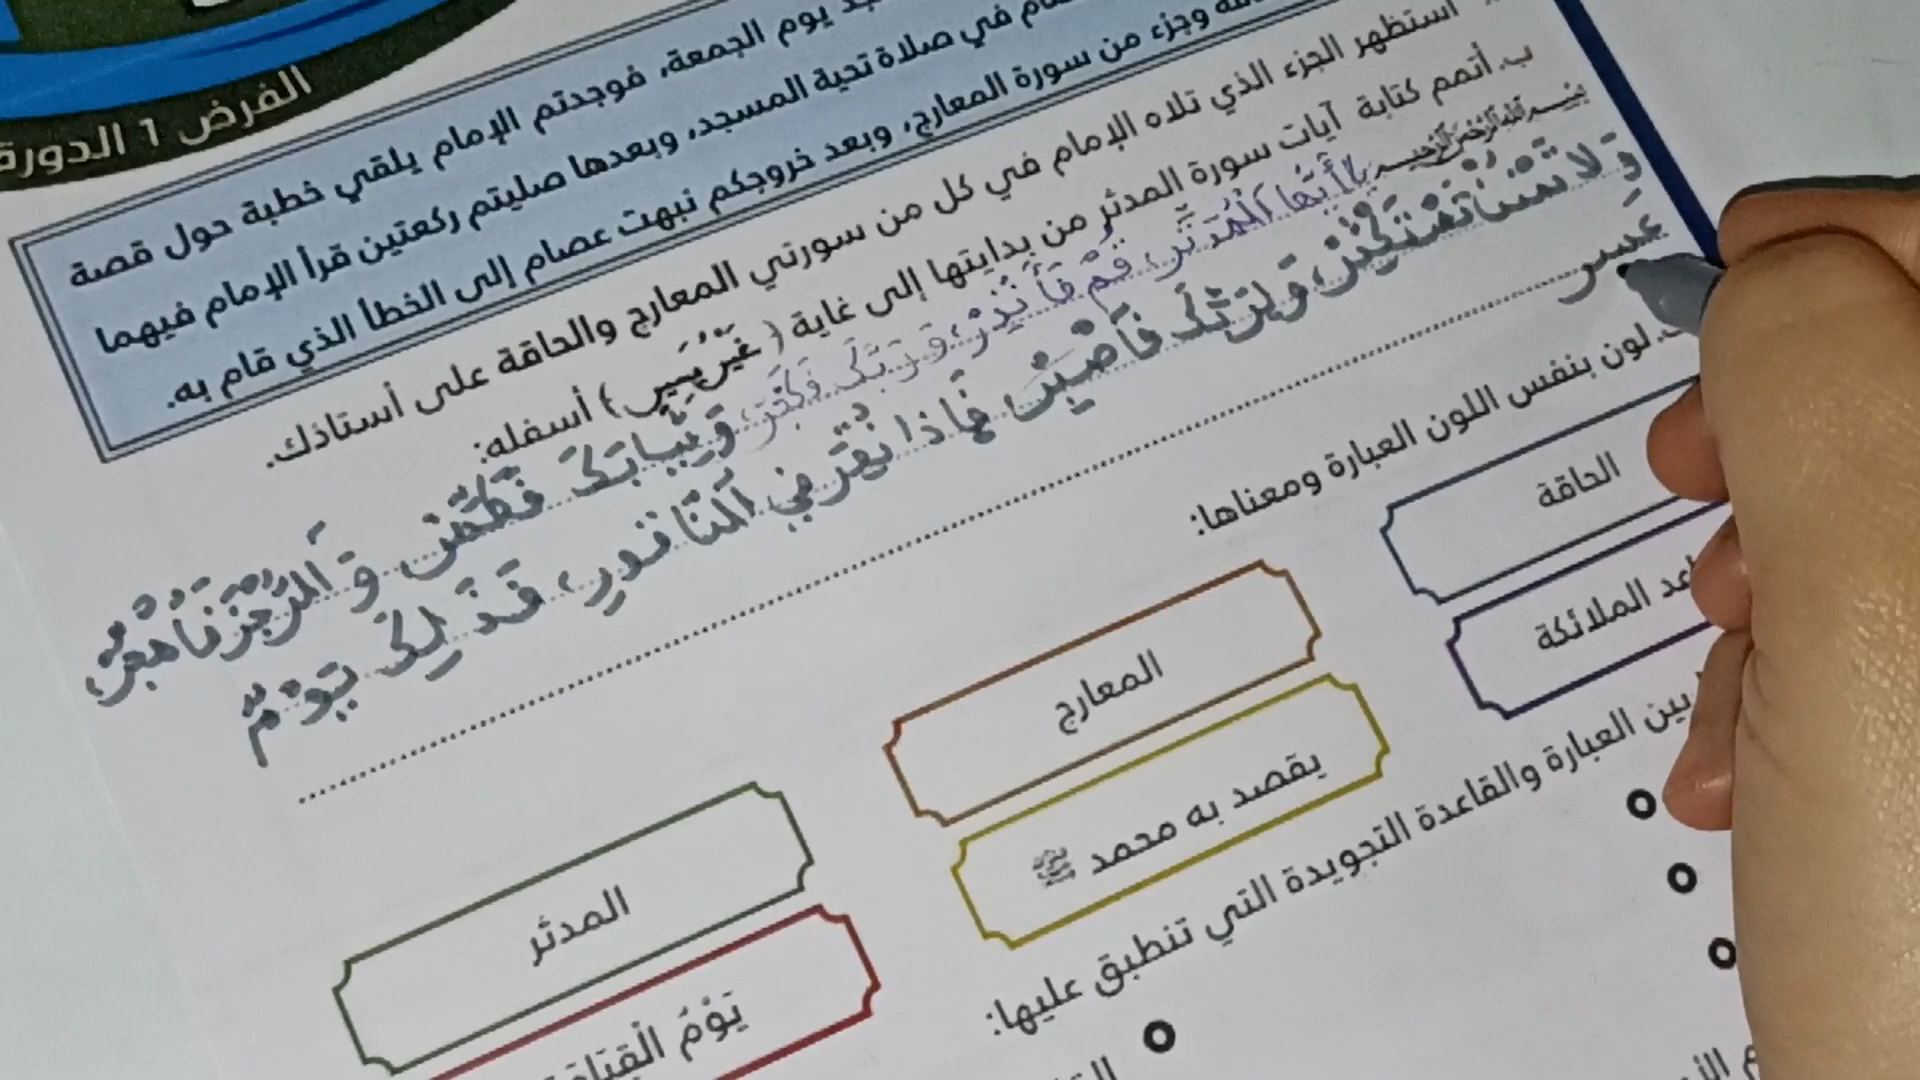 الفرض 1 الدورة
يوم الجمعة، فوجدتم الإمام يلقي خطبة حول قصة
في صلاة تحية المسجد، وبعدها صليتم ركعتين قرأ الإمام فيهما
وجزء من سورة المعارج، وبعد خروجكم نبهت عصام إلى الخطأ الذي قام به.
استظهر الجزء الذي تلاه الإمام في كل من سورتي المعارج والحاقة على أستاذك.
ب. أتمم كتابة آيات سورة المدثر من بدايتها إلى غاية (غَيْرُ يَسِيرٍ) أسفله:
بِسْمِ اللَّهِ الرَّحْمَنِ الرَّحِيمِ يَا أَيُّهَا الْمُدَّثِّر، قُمْ فَأَنْذِرْ، وَرَبَّكَ فَكَبِّرْ، وَثِيَابَكَ فَطَهِّرْ وَالرُّجْزَ فَاهْجُرْ،
وَلَا تَمْنُنْ تَسْتَكْثِرْ، وَلِرَبِّكَ فَاصْبِرْ، فَإِذَا نُقِرَ فِي النَّاقُورِ، فَذَلِكَ يَوْمَ
عسير
لون بنفس اللون العبارة ومعناها:
الحاقة
المعارج
المدثر
الملائكة
يقصد به محمد ﷺ
يَوْمُ الْقِيَامَةِ
بين العبارة والقاعدة التجويدة التي تنطبق عليها: